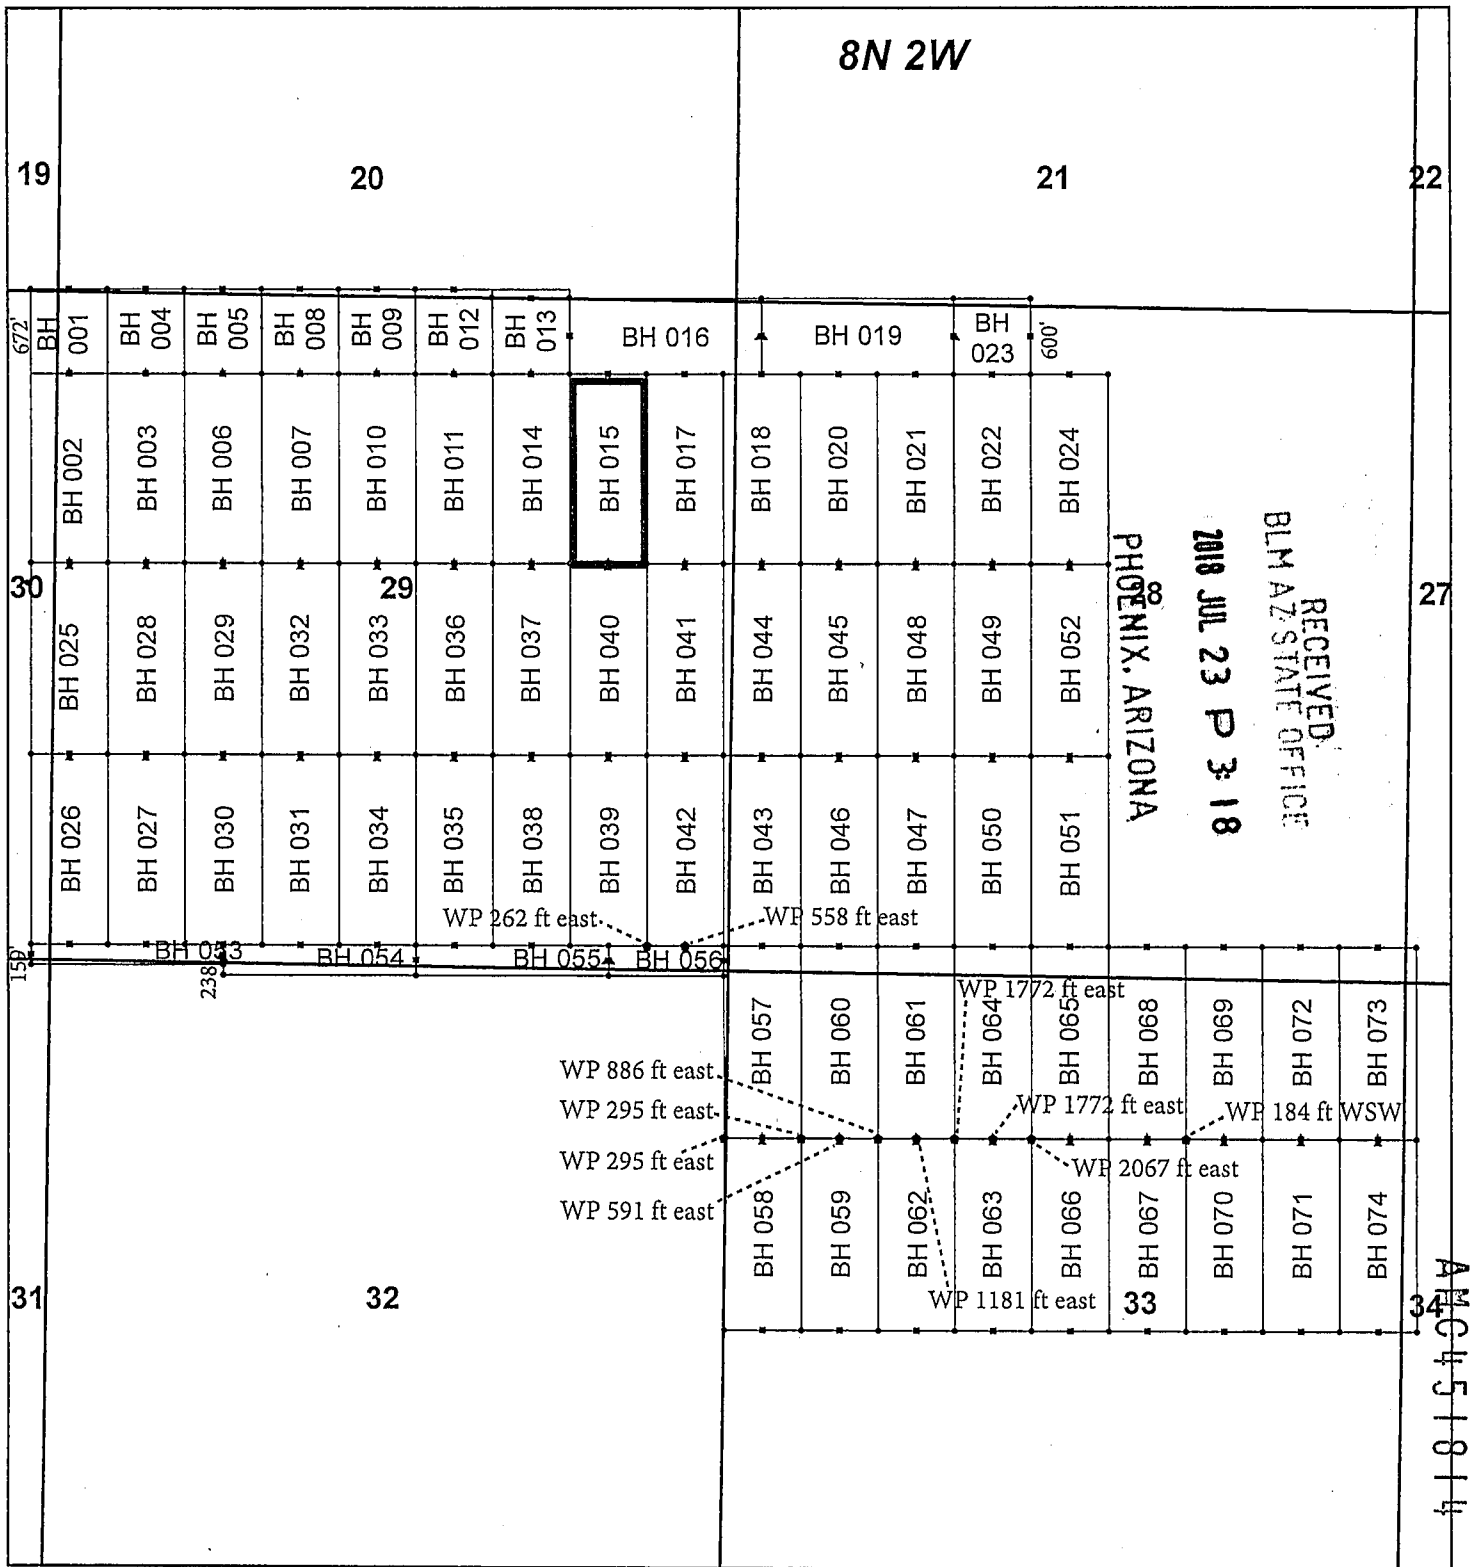 8N 2W
19
20
21
22
672'
BH 001
BH 004
BH 005
BH 008
BH 009
BH 012
BH 013
BH 016
BH 019
BH 023
600'
BH 002
BH 003
BH 006
BH 007
BH 010
BH 011
BH 014
BH 015
BH 017
BH 018
BH 020
BH 021
BH 022
BH 024
30
29
28
27
RECEIVED
BLM AZ STATE OFFICE
2018 JUL 23 P 3:18
PHOENIX, ARIZONA
BH 025
BH 028
BH 029
BH 032
BH 033
BH 036
BH 037
BH 040
BH 041
BH 044
BH 045
BH 048
BH 049
BH 052
BH 026
BH 027
BH 030
BH 031
BH 034
BH 035
BH 038
BH 039
BH 042
BH 043
BH 046
BH 047
BH 050
BH 051
WP 262 ft east
WP 558 ft east
159'
BH 053
238'
BH 054
BH 055
BH 056
WP 1772 ft east
BH 057
BH 060
BH 061
BH 064
BH 065
BH 068
BH 069
BH 072
BH 073
WP 886 ft east
WP 295 ft east
WP 1772 ft east
WP 184 ft WSW
WP 295 ft east
WP 2067 ft east
WP 591 ft east
BH 058
BH 059
BH 062
BH 063
BH 066
BH 067
BH 070
BH 071
BH 074
WP 1181 ft east
31
32
33
34
AMC451814